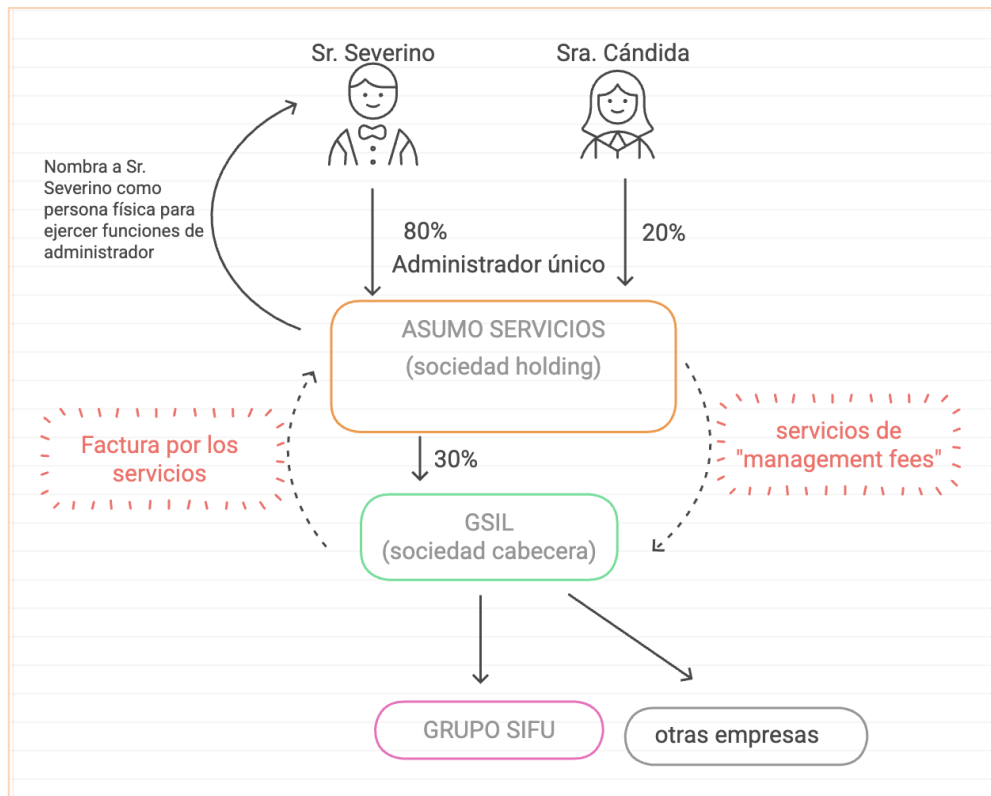 Sr. Severino
Sra. Cándida
Nombra a Sr.
Severino como
persona física para
ejercer funciones de
administrador
80%
Administrador único
20%
ASUMO SERVICIOS
(sociedad holding)
Factura por los
servicios
servicios de
"management fees"
30%
GSIL
(sociedad cabecera)
GRUPO SIFU
otras empresas